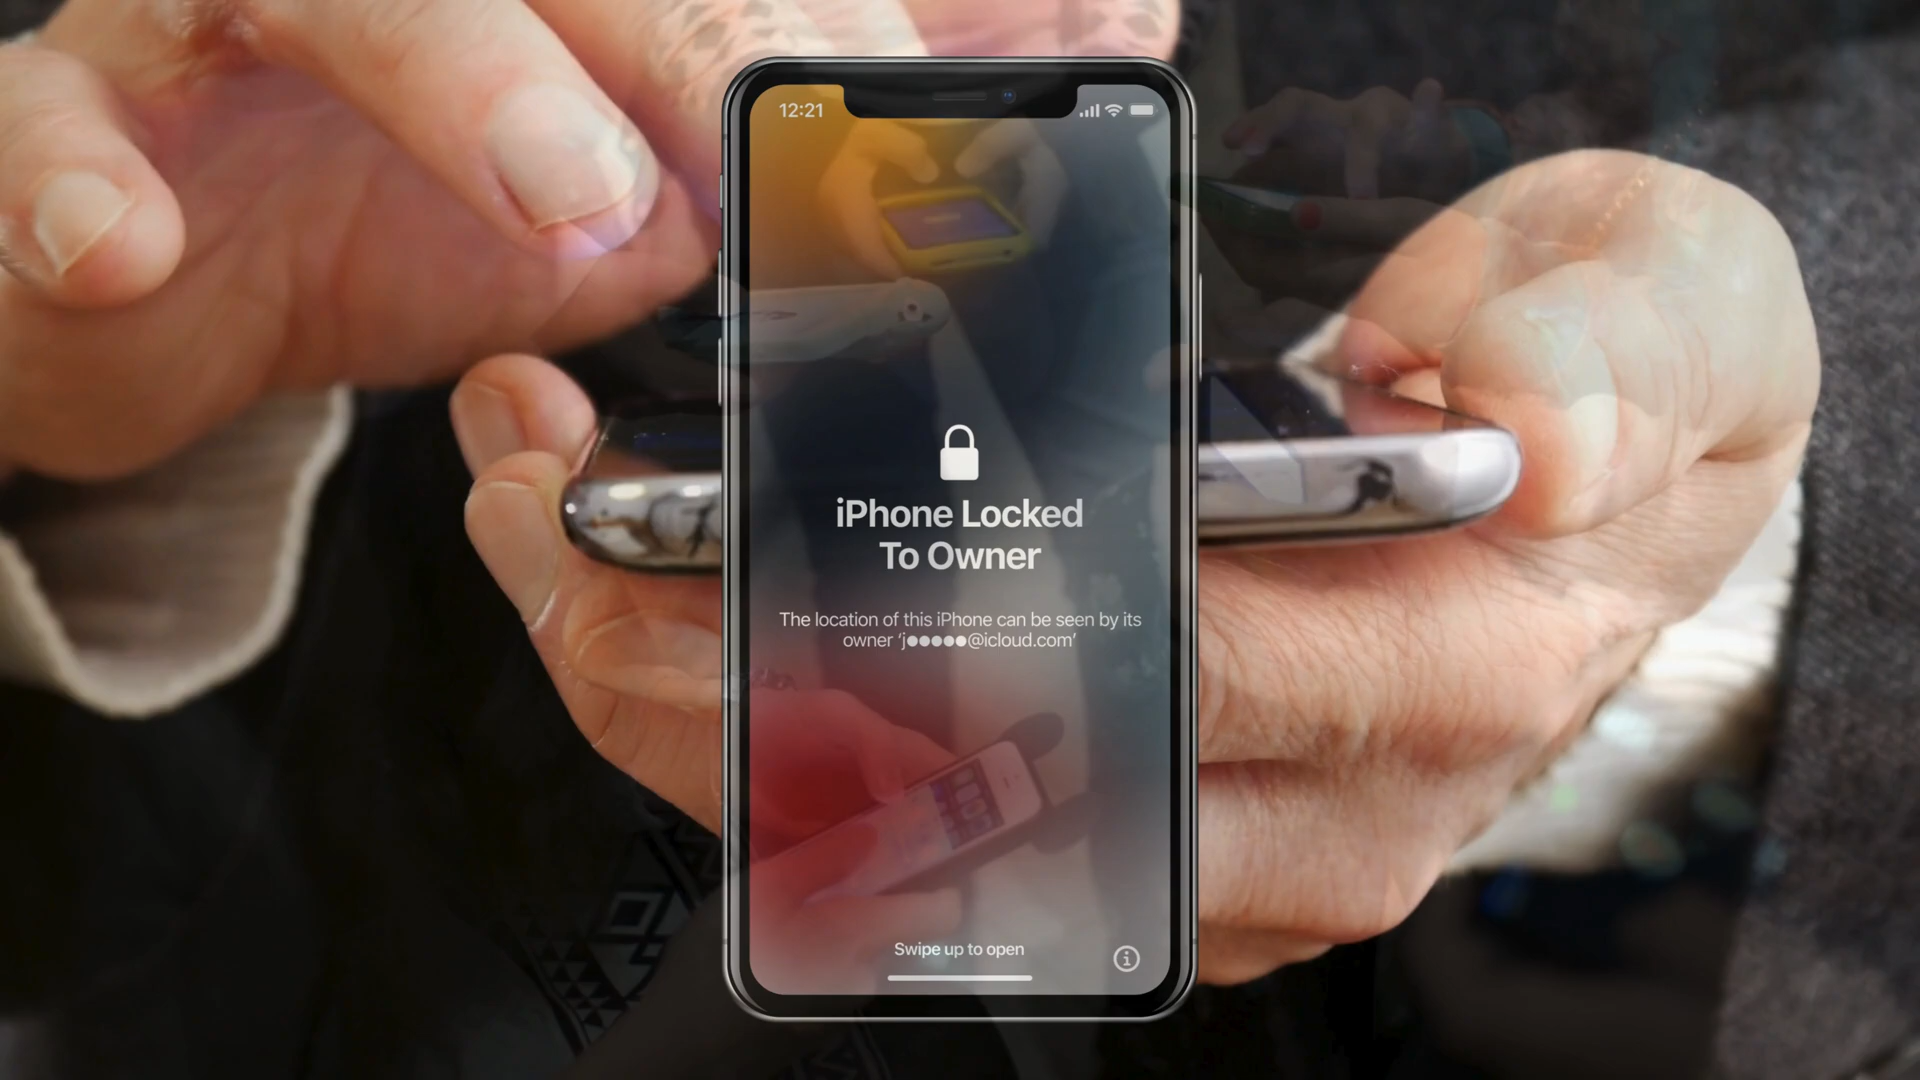 12:21
iPhone Locked
To Owner
The location of this iPhone can be seen by its
owner ‘j●●●●●@icloud.com’
Swipe up to open